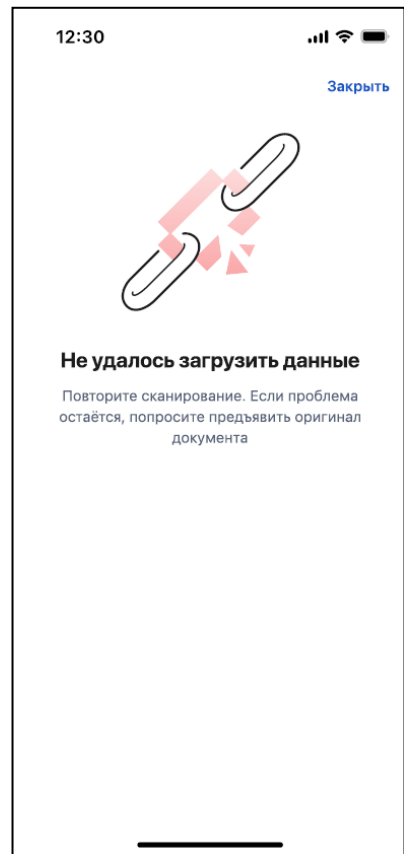 12:30
Закрыть
Не удалось загрузить данные
Повторите сканирование. Если проблема
остаётся, попросите предъявить оригинал
документа